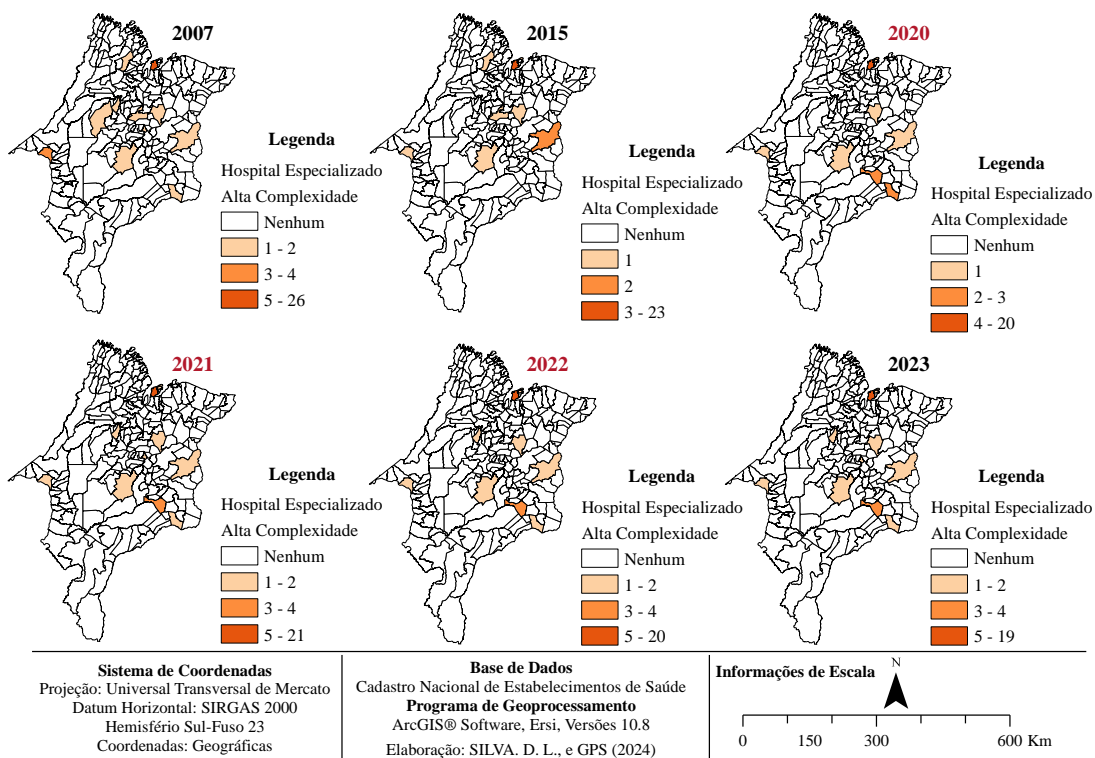 2007
Legenda
Hospital Especializado
Alta Complexidade
Nenhum
1 - 2
3 - 4
5 - 26
2015
Legenda
Hospital Especializado
Alta Complexidade
Nenhum
1
2
3 - 23
2020
Legenda
Hospital Especializado
Alta Complexidade
Nenhum
1
2 - 3
4 - 20
2021
Legenda
Hospital Especializado
Alta Complexidade
Nenhum
1 - 2
3 - 4
5 - 21
2022
Legenda
Hospital Especializado
Alta Complexidade
Nenhum
1 - 2
3 - 4
5 - 20
2023
Legenda
Hospital Especializado
Alta Complexidade
Nenhum
1 - 2
3 - 4
5 - 19
Sistema de Coordenadas
Projeção: Universal Transversal de Mercato
Datum Horizontal: SIRGAS 2000
Hemisfério Sul-Fuso 23
Coordenadas: Geográficas
Base de Dados
Cadastro Nacional de Estabelecimentos de Saúde
Programa de Geoprocessamento
ArcGIS® Software, Ersi, Versões 10.8
Elaboração: SILVA. D. L., e GPS (2024)
Informações de Escala
N
0 150 300 600 Km